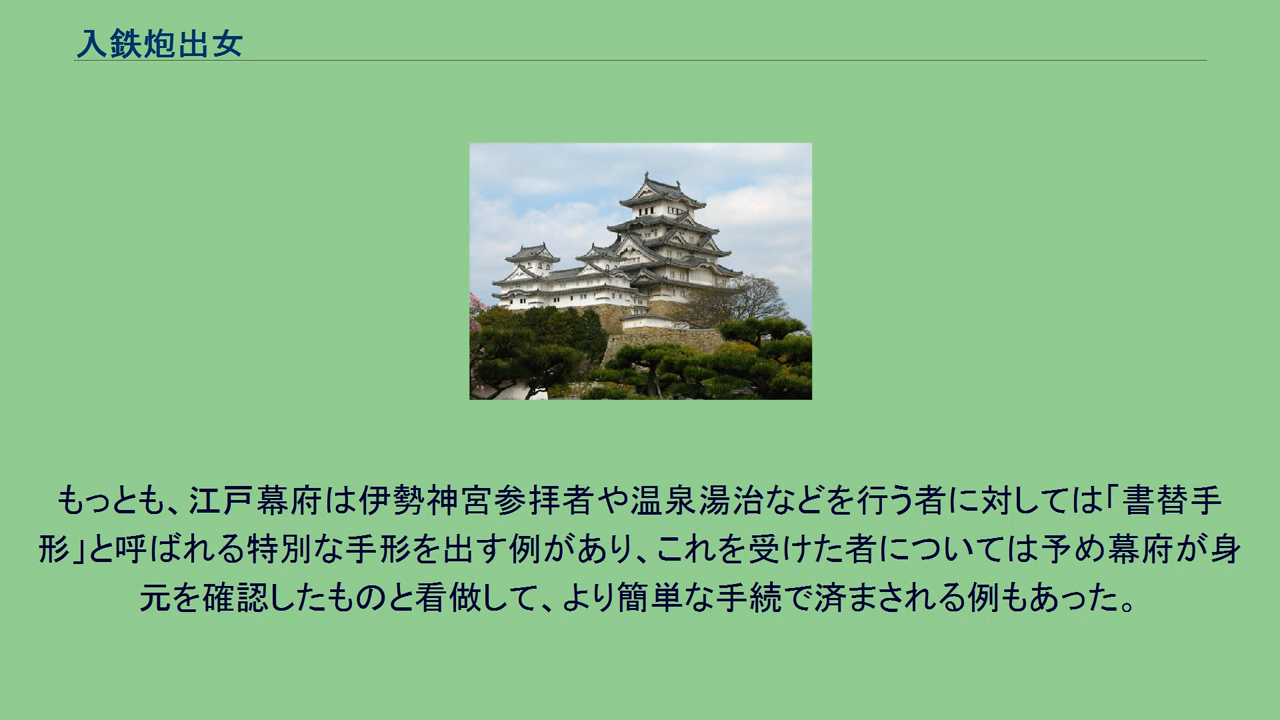 入鉄炮出女
もっとも、江戸幕府は伊勢神宮参拝者や温泉湯治などを行う者に対しては「書替手
形」と呼ばれる特別な手形を出す例があり、これを受けた者については予め幕府が身
元を確認したものと看做して、より簡単な手続で済まされる例もあった。